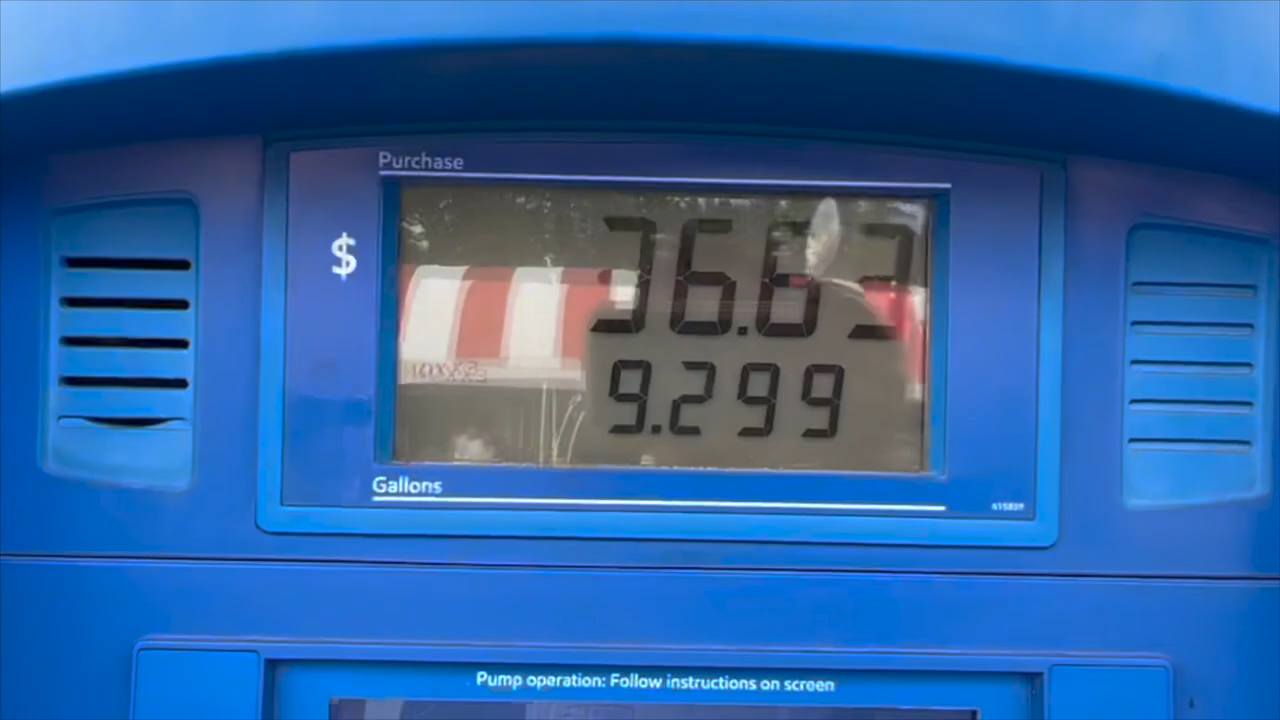 Purchase
$ 36.63
9.299
Gallons
Pump operation: Follow instructions on screen